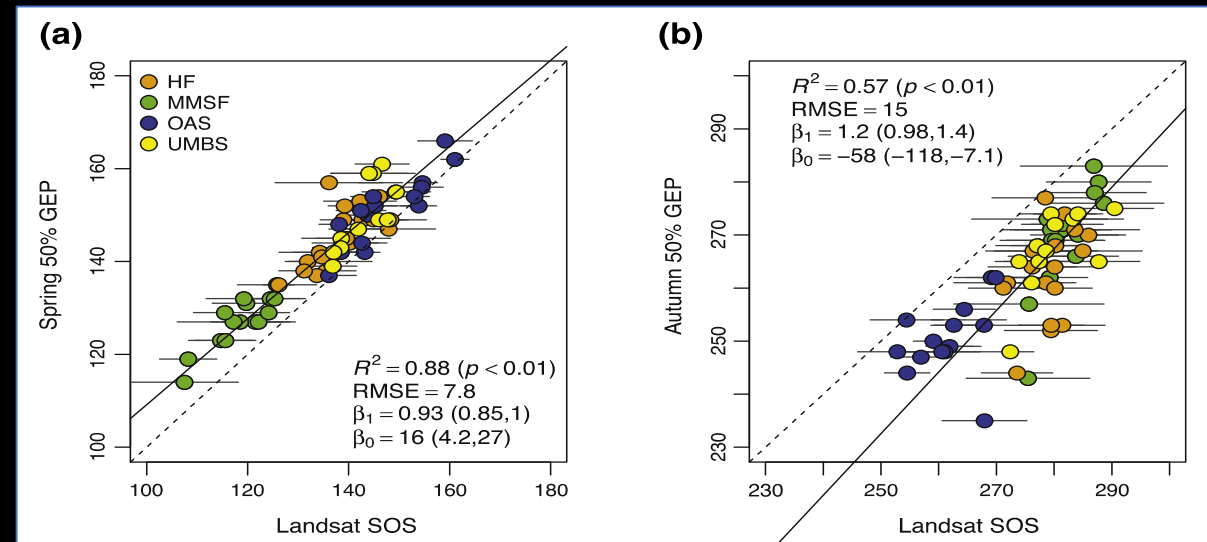 (a)
HF
MMSF
OAS
UMBS
R² = 0.88 (p < 0.01)
RMSE = 7.8
β₁ = 0.93 (0.85,1)
β₀ = 16 (4.2,27)
Spring 50% GEP
180
160
140
120
100
100 120 140 160 180
Landsat SOS
(b)
R² = 0.57 (p < 0.01)
RMSE = 15
β₁ = 1.2 (0.98,1.4)
β₀ = −58 (−118,−7.1)
Autumn 50% GEP
290
270
250
230
230 250 270 290
Landsat SOS